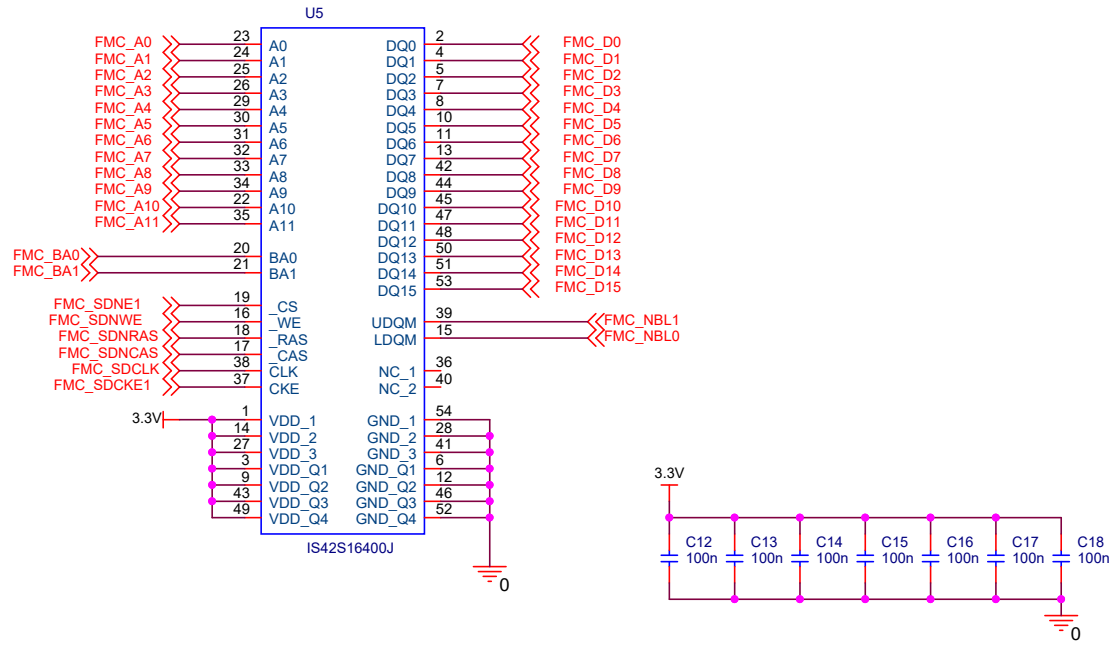 U5
FMC_A0 23 A0 DQ0 2 FMC_D0
FMC_A1 24 A1 DQ1 4 FMC_D1
FMC_A2 25 A2 DQ2 5 FMC_D2
FMC_A3 26 A3 DQ3 7 FMC_D3
FMC_A4 29 A4 DQ4 8 FMC_D4
FMC_A5 30 A5 DQ5 10 FMC_D5
FMC_A6 31 A6 DQ6 11 FMC_D6
FMC_A7 32 A7 DQ7 13 FMC_D7
FMC_A8 33 A8 DQ8 42 FMC_D8
FMC_A9 34 A9 DQ9 44 FMC_D9
FMC_A10 22 A10 DQ10 45 FMC_D10
FMC_A11 35 A11 DQ11 47 FMC_D11
DQ12 48 FMC_D12
FMC_BA0 20 BA0 DQ13 50 FMC_D13
FMC_BA1 21 BA1 DQ14 51 FMC_D14
DQ15 53 FMC_D15
FMC_SDNE1 19 _CS
FMC_SDNWE 16 _WE UDQM 39 FMC_NBL1
FMC_SDNRAS 18 _RAS LDQM 15 FMC_NBL0
FMC_SDNCAS 17 _CAS
FMC_SDCLK 38 CLK NC_1 36
FMC_SDCKE1 37 CKE NC_2 40
3.3V 1 VDD_1 GND_1 54
14 VDD_2 GND_2 28
27 VDD_3 GND_3 41
3 VDD_Q1 GND_Q1 6
9 VDD_Q2 GND_Q2 12
43 VDD_Q3 GND_Q3 46
49 VDD_Q4 GND_Q4 52
IS42S16400J
0
3.3V
C12 C13 C14 C15 C16 C17 C18
100n 100n 100n 100n 100n 100n 100n
0